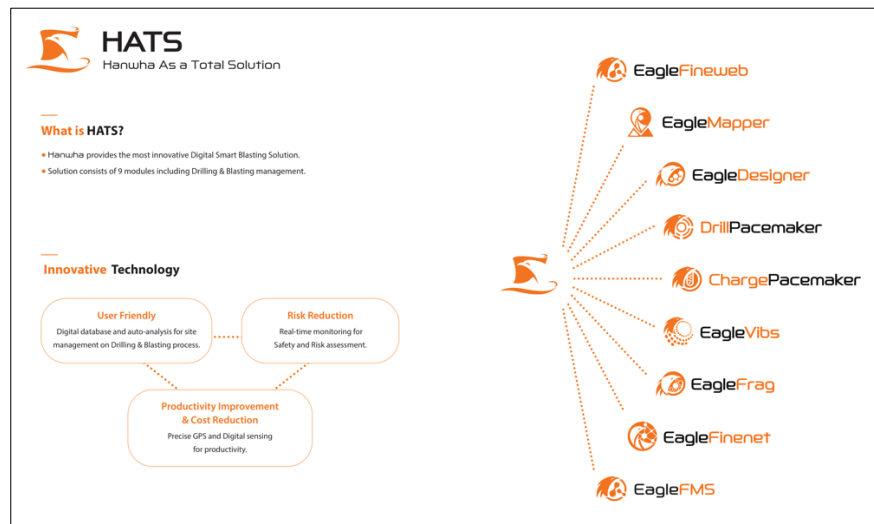 HATS
Hanwha As a Total Solution
What is HATS?
Hanwha provides the most innovative Digital Smart Blasting Solution.
Solution consists of 9 modules including Drilling & Blasting management.
Innovative Technology
User Friendly
Digital database and auto-analysis for site
management on Drilling & Blasting process.
Risk Reduction
Real-time monitoring for
Safety and Risk assessment.
Productivity Improvement
& Cost Reduction
Precise GPS and Digital sensing
for productivity.
EagleFineweb
EagleMapper
EagleDesigner
DrillPacemaker
ChargePacemaker
EagleVibs
EagleFrag
EagleFinenet
EagleFMS